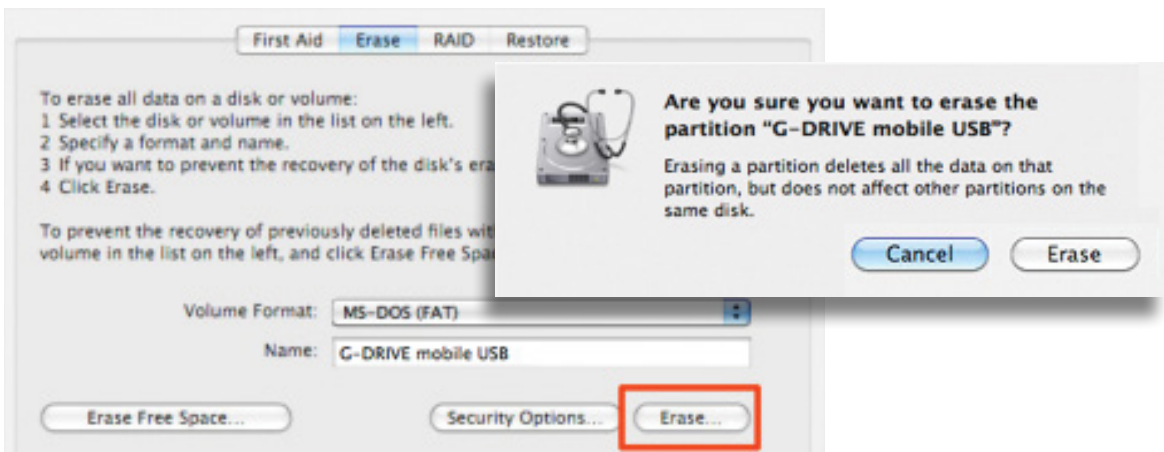 First Aid Erase RAID Restore
To erase all data on a disk or volume:
1 Select the disk or volume in the list on the left.
2 Specify a format and name.
3 If you want to prevent the recovery of the disk's era
4 Click Erase.
To prevent the recovery of previously deleted files wit
volume in the list on the left, and click Erase Free Spa
Volume Format: MS-DOS (FAT)
Name: G-DRIVE mobile USB
Erase Free Space... Security Options... Erase...
Are you sure you want to erase the
partition “G-DRIVE mobile USB”?
Erasing a partition deletes all the data on that
partition, but does not affect other partitions on the
same disk.
Cancel Erase